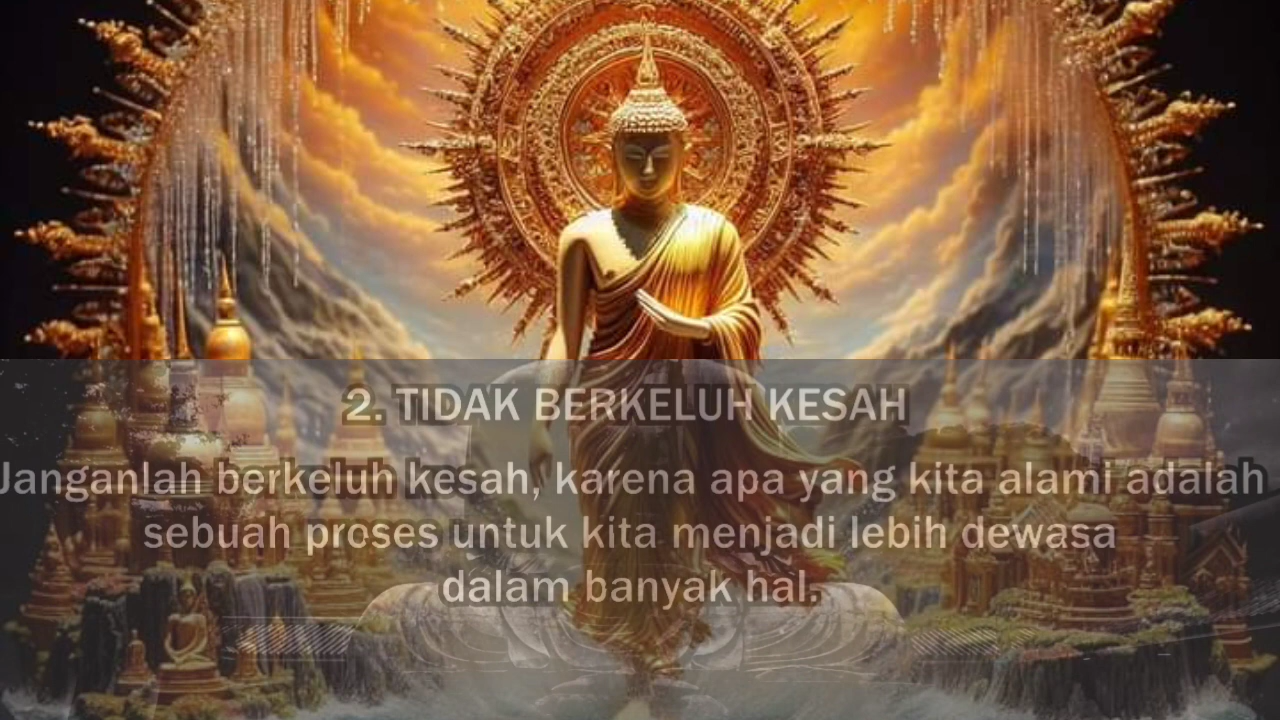 2. TIDAK BERKELUH KESAH
Janganlah berkeluh kesah, karena apa yang kita alami adalah
sebuah proses untuk kita menjadi lebih dewasa
dalam banyak hal.